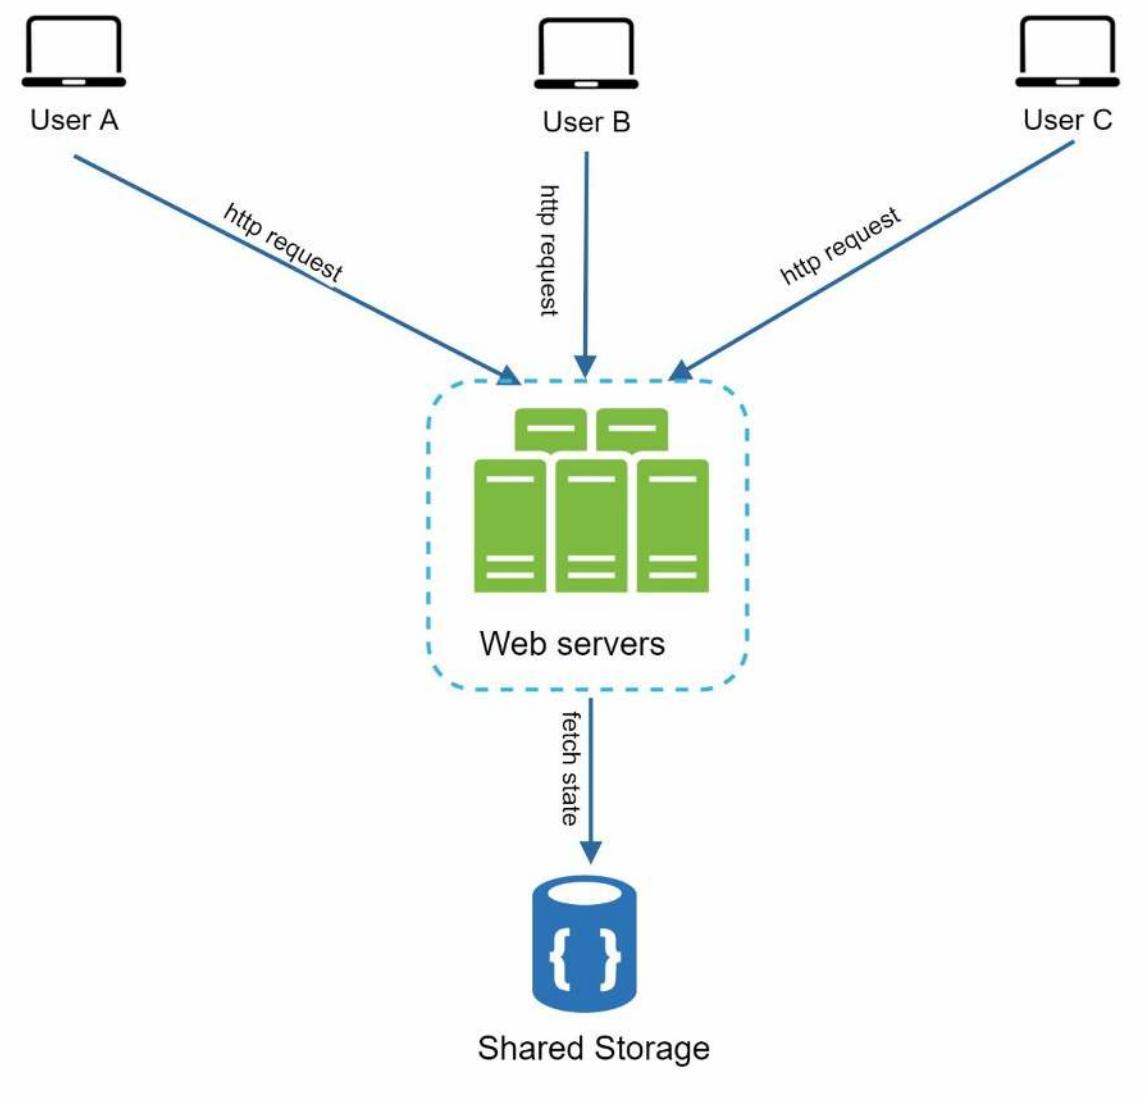 User A
User B
User C
http request
http request
http request
Web servers
fetch state
{ }
Shared Storage